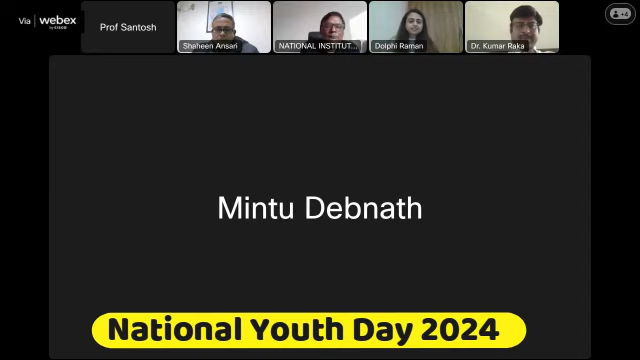 Via webex
by CISCO
Prof Santosh
Shaheen Ansari
NATIONAL INSTITUT...
Dolphi Raman
Dr. Kumar Raka
+4
Mintu Debnath
National Youth Day 2024